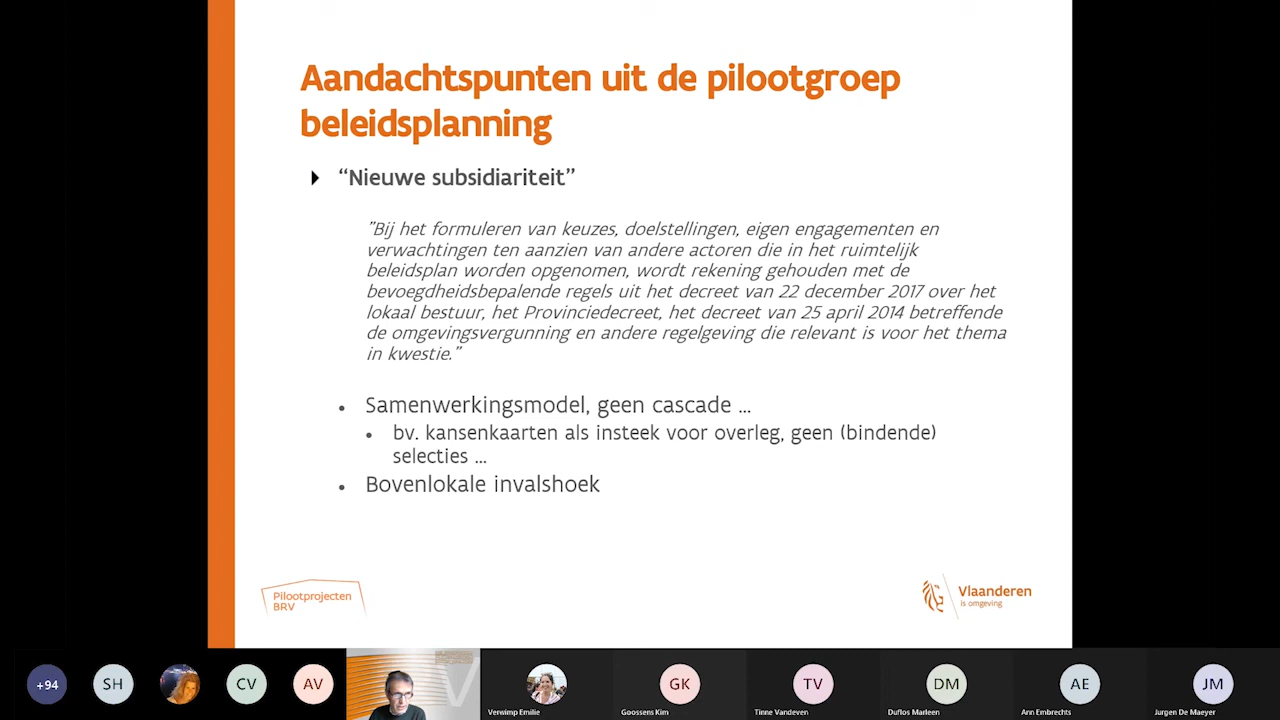 Aandachtspunten uit de pilootgroep
beleidsplanning
“Nieuwe subsidiariteit”
”Bij het formuleren van keuzes, doelstellingen, eigen engagementen en
verwachtingen ten aanzien van andere actoren die in het ruimtelijk
beleidsplan worden opgenomen, wordt rekening gehouden met de
bevoegdheidsbepalende regels uit het decreet van 22 december 2017 over het
lokaal bestuur, het Provinciedecreet, het decreet van 25 april 2014 betreffende
de omgevingsvergunning en andere regelgeving die relevant is voor het thema
in kwestie.”
Samenwerkingsmodel, geen cascade ...
bv. kansenkaarten als insteek voor overleg, geen (bindende)
selecties ...
Bovenlokale invalshoek
Pilootprojecten
BRV
Vlaanderen
is omgeving
+94
SH
CV
AV
GK
TV
DM
AE
JM
Verwimp Emilie
Goossens Kim
Tinne Vandeven
Duflos Marleen
Ann Embrechts
Jurgen De Maeyer